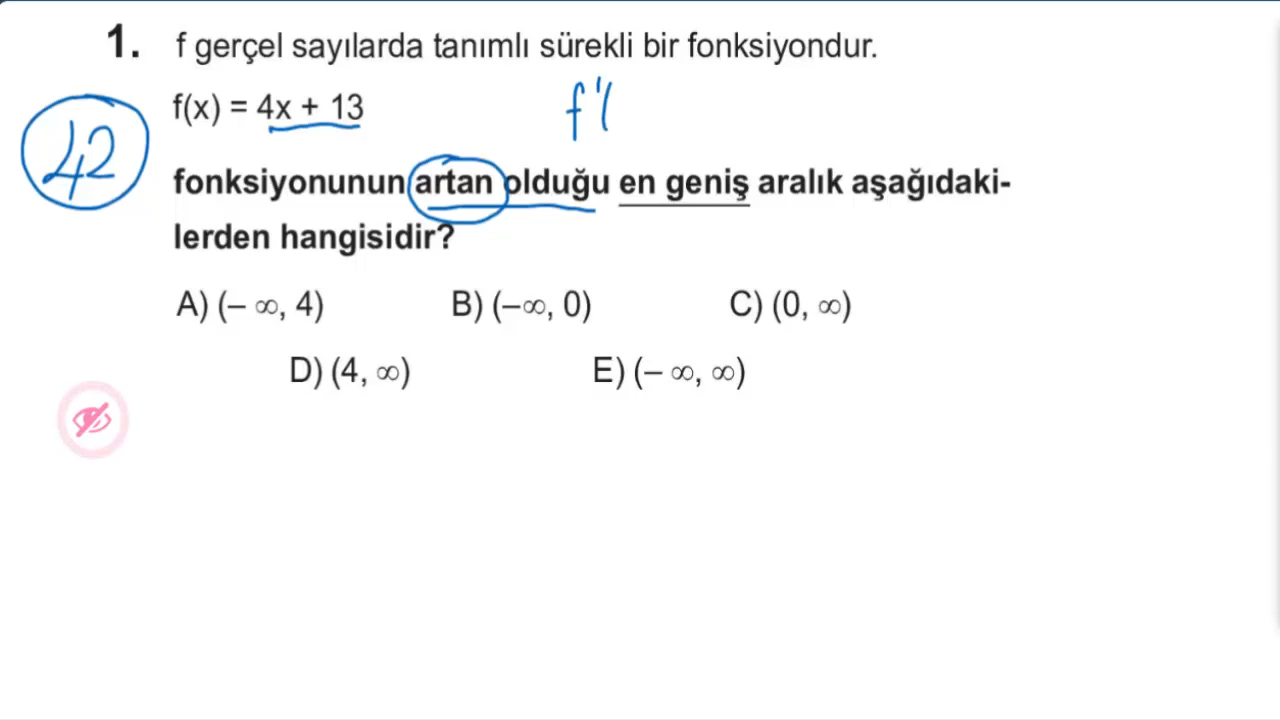 1. f gerçel sayılarda tanımlı sürekli bir fonksiyondur.
f(x) = 4x + 13
f'(
42
fonksiyonunun artan olduğu en geniş aralık aşağıdaki-
lerden hangisidir?
A) (– ∞, 4) B) (–∞, 0) C) (0, ∞)
D) (4, ∞) E) (– ∞, ∞)